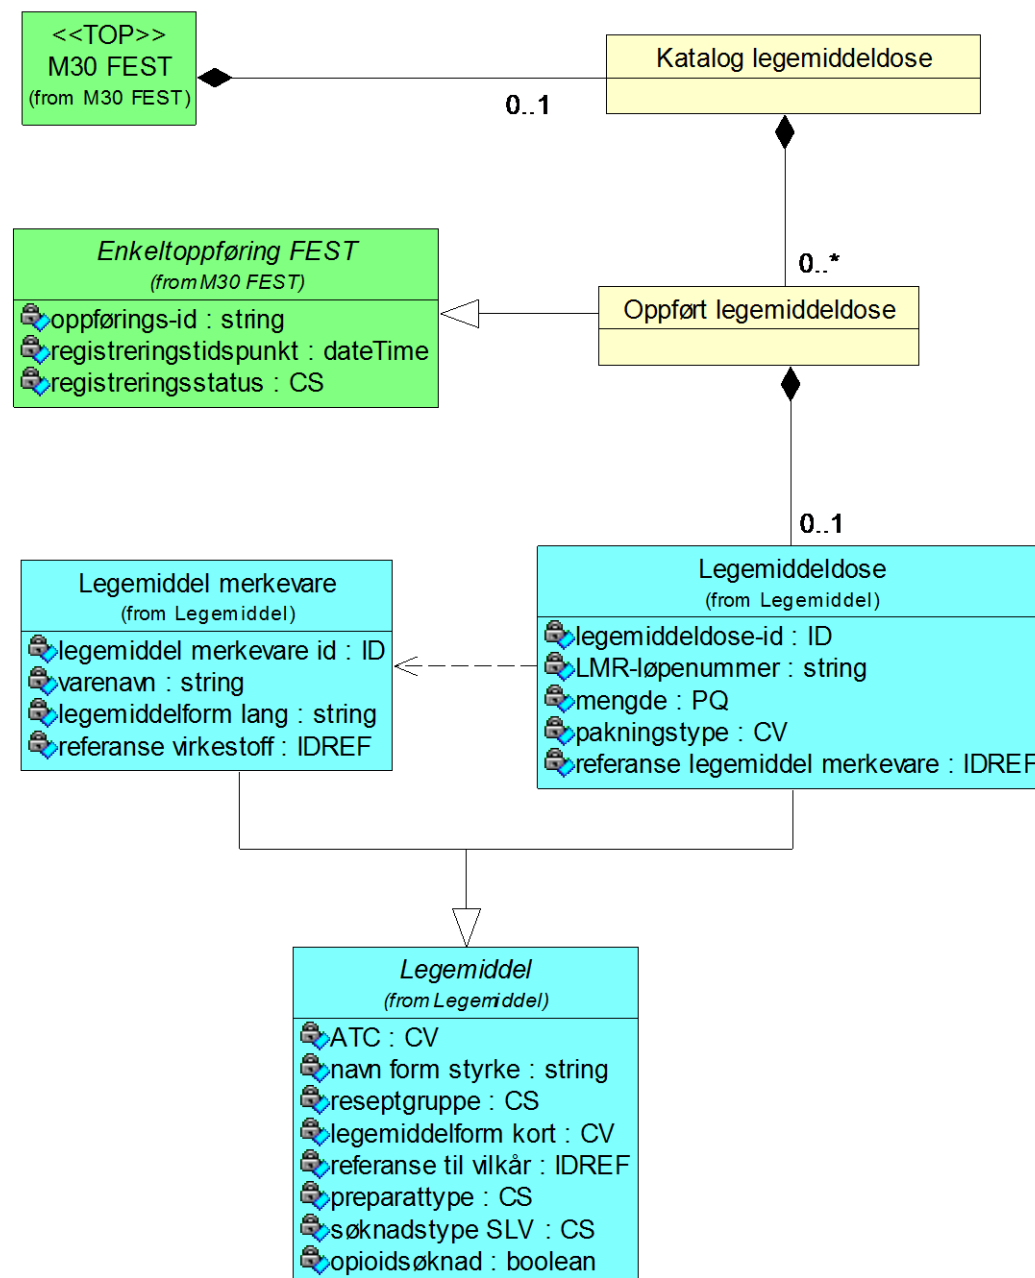 <<TOP>>
M30 FEST
(from M30 FEST)
Katalog legemiddeldose
0..1
Enkeltoppføring FEST
(from M30 FEST)
oppførings-id : string
registreringstidspunkt : dateTime
registreringsstatus : CS
0..*
Oppført legemiddeldose
0..1
Legemiddel merkevare
(from Legemiddel)
legemiddel merkevare id : ID
varenavn : string
legemiddelform lang : string
referanse virkestoff : IDREF
Legemiddeldose
(from Legemiddel)
legemiddeldose-id : ID
LMR-løpenummer : string
mengde : PQ
pakningstype : CV
referanse legemiddel merkevare : IDREF
Legemiddel
(from Legemiddel)
ATC : CV
navn form styrke : string
reseptgruppe : CS
legemiddelform kort : CV
referanse til vilkår : IDREF
preparattype : CS
søknadstype SLV : CS
opioidsøknad : boolean